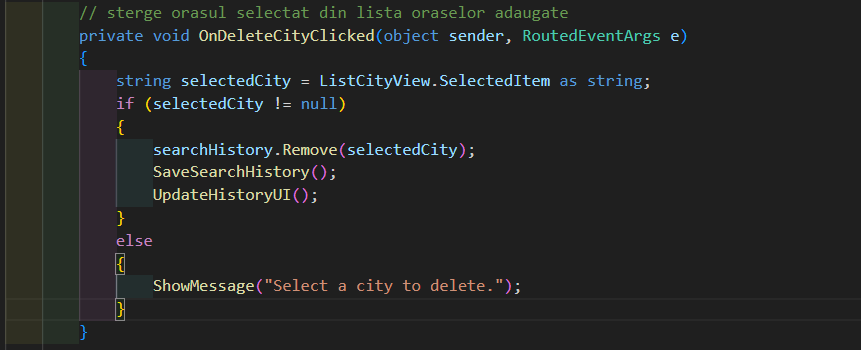 // sterge orasul selectat din lista oraselor adaugate
private void OnDeleteCityClicked(object sender, RoutedEventArgs e)
{
string selectedCity = ListCityView.SelectedItem as string;
if (selectedCity != null)
{
searchHistory.Remove(selectedCity);
SaveSearchHistory();
UpdateHistoryUI();
}
else
{
ShowMessage("Select a city to delete.");
}
}